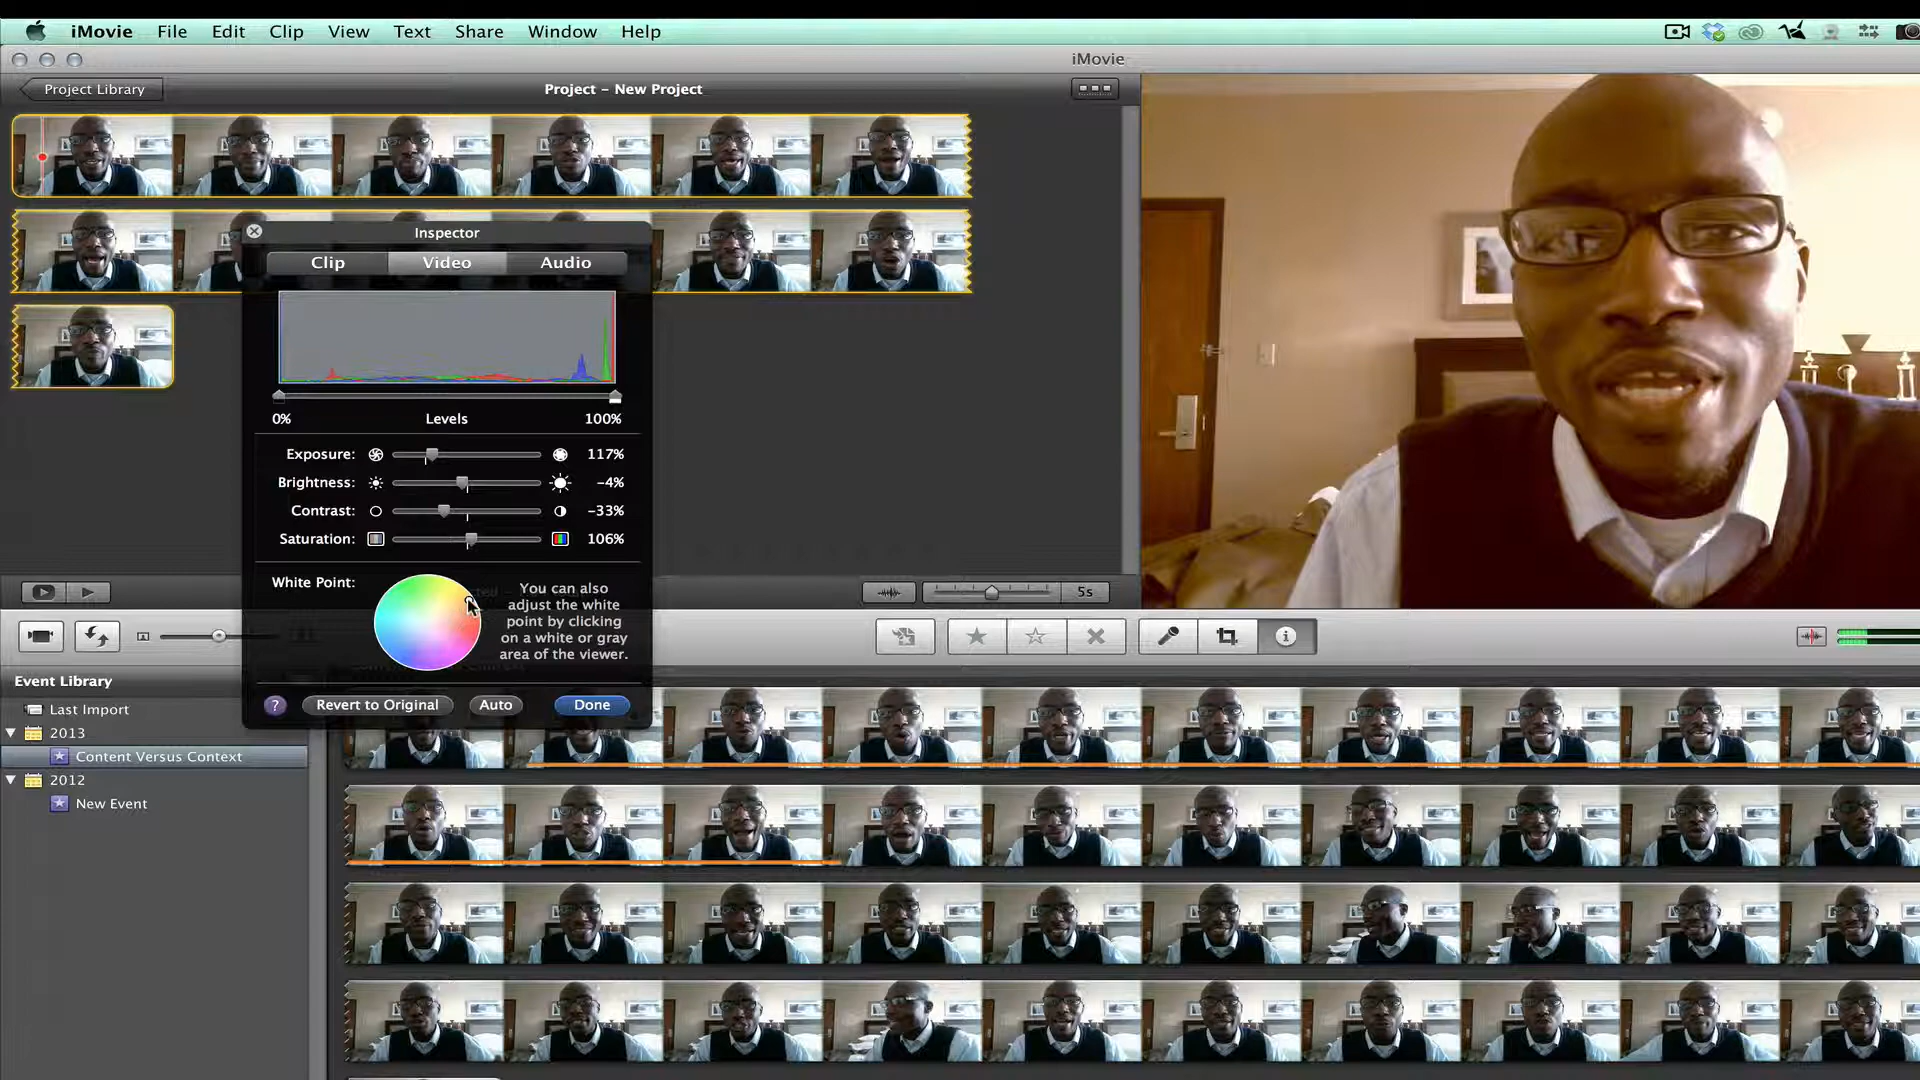 iMovie File Edit Clip View Text Share Window Help
iMovie
Project Library
Project - New Project
Inspector
Clip Video Audio
0% Levels 100%
Exposure: 117%
Brightness: -4%
Contrast: -33%
Saturation: 106%
White Point:
You can also
adjust the white
point by clicking
on a white or gray
area of the viewer.
? Revert to Original Auto Done
5s
Event Library
Last Import
2013
Content Versus Context
2012
New Event